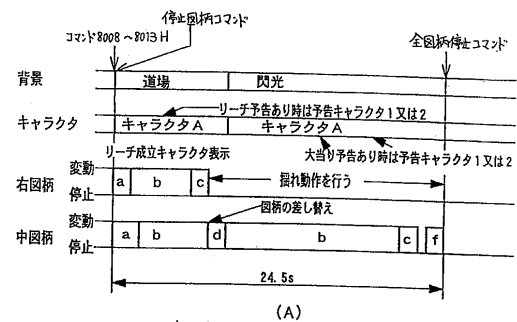 停止図柄コマンド
コマンド8008～8013H
全図柄停止コマンド
背景 道場 閃光
リーチ予告あり時は予告キャラクタ1又は2
キャラクタ キャラクタA キャラクタA
リーチ成立キャラクタ表示 大当り予告あり時は予告キャラクタ1又は2
変動
右図柄 a b c 揺れ動作を行う
停止
図柄の差し替え
変動
中図柄 a b d b c f
停止
24.5s
(A)